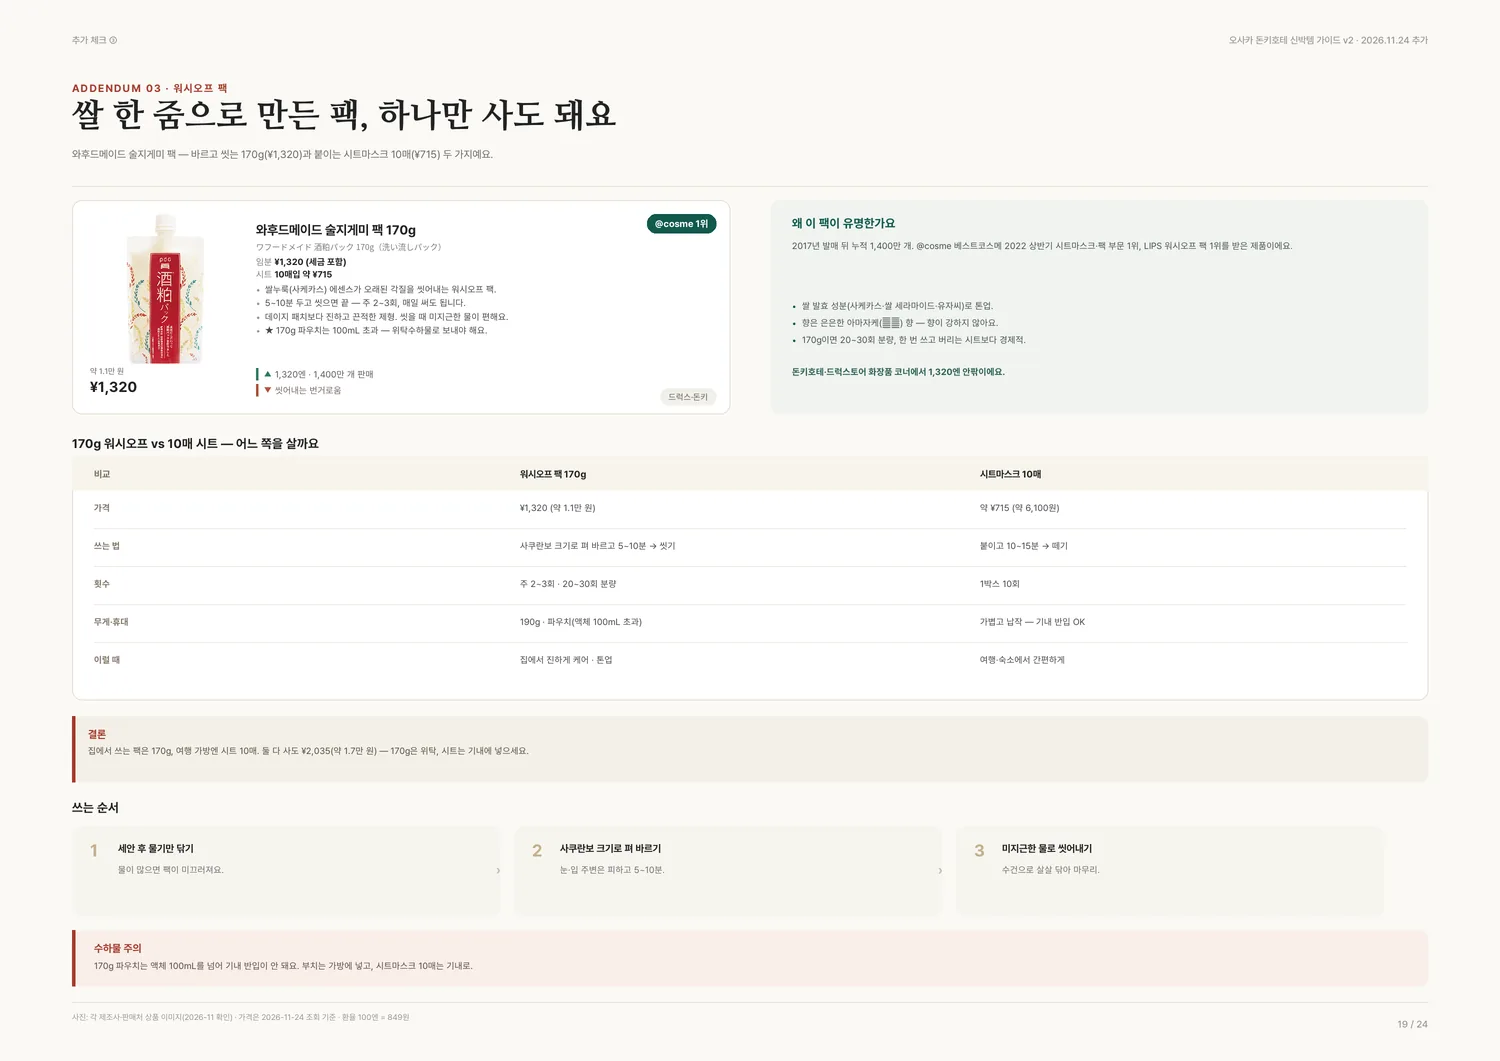 추가 체크 ③
오사카 돈키호테 신박템 가이드 v2 · 2026.11.24 추가
ADDENDUM 03 · 워시오프 팩
쌀 한 줌으로 만든 팩, 하나만 사도 돼요
와후드메이드 술지게미 팩 — 바르고 씻는 170g(¥1,320)과 붙이는 시트마스크 10매(¥715) 두 가지예요.
酒粕
パック
약 1.1만 원
¥1,320
와후드메이드 술지게미 팩 170g
@cosme 1위
ワフードメイド 酒粕パック 170g（洗い流しパック）
임분 ¥1,320 (세금 포함)
시트 10매입 약 ¥715
• 쌀누룩(사케카스) 에센스가 오래된 각질을 씻어내는 워시오프 팩.
• 5~10분 두고 씻으면 끝 — 주 2~3회, 매일 써도 됩니다.
• 데이지 패치보다 진하고 끈적한 제형. 씻을 때 미지근한 물이 편해요.
• ★ 170g 파우치는 100mL 초과 — 위탁수하물로 보내야 해요.
▲ 1,320엔 · 1,400만 개 판매
▼ 씻어내는 번거로움
드럭스·돈키
왜 이 팩이 유명한가요
2017년 발매 뒤 누적 1,400만 개. @cosme 베스트코스메 2022 상반기 시트마스크·팩 부문 1위, LIPS 워시오프 팩 1위를 받은 제품이에요.
• 쌀 발효 성분(사케카스·쌀 세라마이드·유자씨)로 톤업.
• 향은 은은한 아마자케(▒▒) 향 — 향이 강하지 않아요.
• 170g이면 20~30회 분량, 한 번 쓰고 버리는 시트보다 경제적.
돈키호테·드럭스토어 화장품 코너에서 1,320엔 안팎이에요.
170g 워시오프 vs 10매 시트 — 어느 쪽을 살까요
비교 워시오프 팩 170g 시트마스크 10매
가격 ¥1,320 (약 1.1만 원) 약 ¥715 (약 6,100원)
쓰는 법 사쿠란보 크기로 펴 바르고 5~10분 → 씻기 붙이고 10~15분 → 떼기
횟수 주 2~3회 · 20~30회 분량 1박스 10회
무게·휴대 190g · 파우치(액체 100mL 초과) 가볍고 납작 — 기내 반입 OK
이럴 때 집에서 진하게 케어 · 톤업 여행·숙소에서 간편하게
결론
집에서 쓰는 팩은 170g, 여행 가방엔 시트 10매. 둘 다 사도 ¥2,035(약 1.7만 원) — 170g은 위탁, 시트는 기내에 넣으세요.
쓰는 순서
1 세안 후 물기만 닦기
물이 많으면 팩이 미끄러져요.
›
2 사쿠란보 크기로 펴 바르기
눈·입 주변은 피하고 5~10분.
›
3 미지근한 물로 씻어내기
수건으로 살살 닦아 마무리.
수하물 주의
170g 파우치는 액체 100mL를 넘어 기내 반입이 안 돼요. 부치는 가방에 넣고, 시트마스크 10매는 기내로.
사진: 각 제조사·판매처 상품 이미지(2026-11 확인) · 가격은 2026-11-24 조회 기준 · 환율 100엔 = 849원
19 / 24